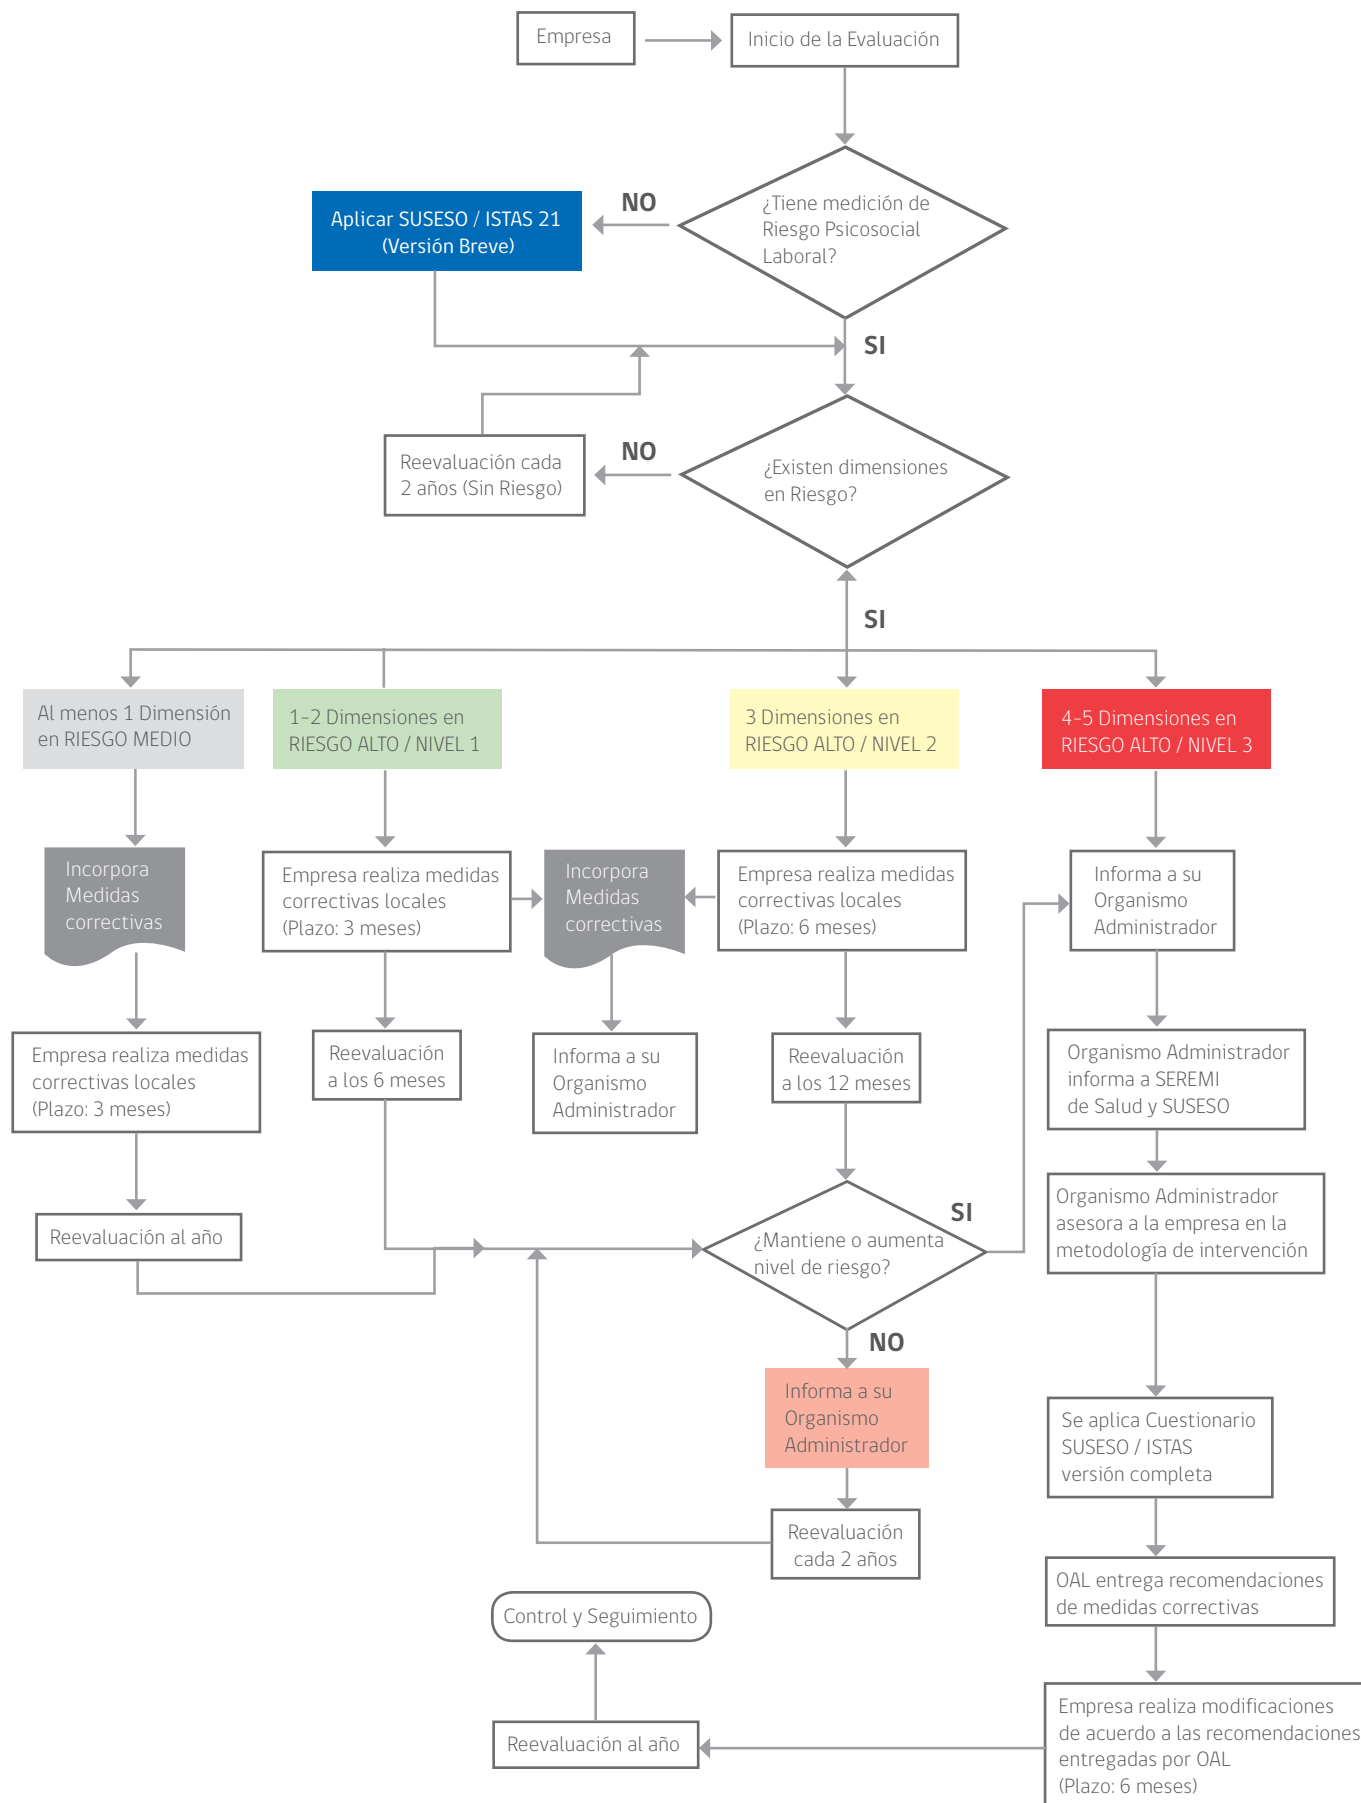 Empresa
Inicio de la Evaluación
¿Tiene medición de
Riesgo Psicosocial
Laboral?
NO
Aplicar SUSESO / ISTAS 21
(Versión Breve)
SI
¿Existen dimensiones
en Riesgo?
NO
Reevaluación cada
2 años (Sin Riesgo)
SI
Al menos 1 Dimensión
en RIESGO MEDIO
1-2 Dimensiones en
RIESGO ALTO / NIVEL 1
3 Dimensiones en
RIESGO ALTO / NIVEL 2
4-5 Dimensiones en
RIESGO ALTO / NIVEL 3
Incorpora
Medidas
correctivas
Empresa realiza medidas
correctivas locales
(Plazo: 3 meses)
Incorpora
Medidas
correctivas
Empresa realiza medidas
correctivas locales
(Plazo: 6 meses)
Informa a su
Organismo
Administrador
Empresa realiza medidas
correctivas locales
(Plazo: 3 meses)
Reevaluación
a los 6 meses
Informa a su
Organismo
Administrador
Reevaluación
a los 12 meses
Organismo Administrador
informa a SEREMI
de Salud y SUSESO
Reevaluación al año
¿Mantiene o aumenta
nivel de riesgo?
SI
Organismo Administrador
asesora a la empresa en la
metodología de intervención
NO
Informa a su
Organismo
Administrador
Se aplica Cuestionario
SUSESO / ISTAS
versión completa
Reevaluación
cada 2 años
OAL entrega recomendaciones
de medidas correctivas
Control y Seguimiento
Reevaluación al año
Empresa realiza modificaciones
de acuerdo a las recomendaciones
entregadas por OAL
(Plazo: 6 meses)